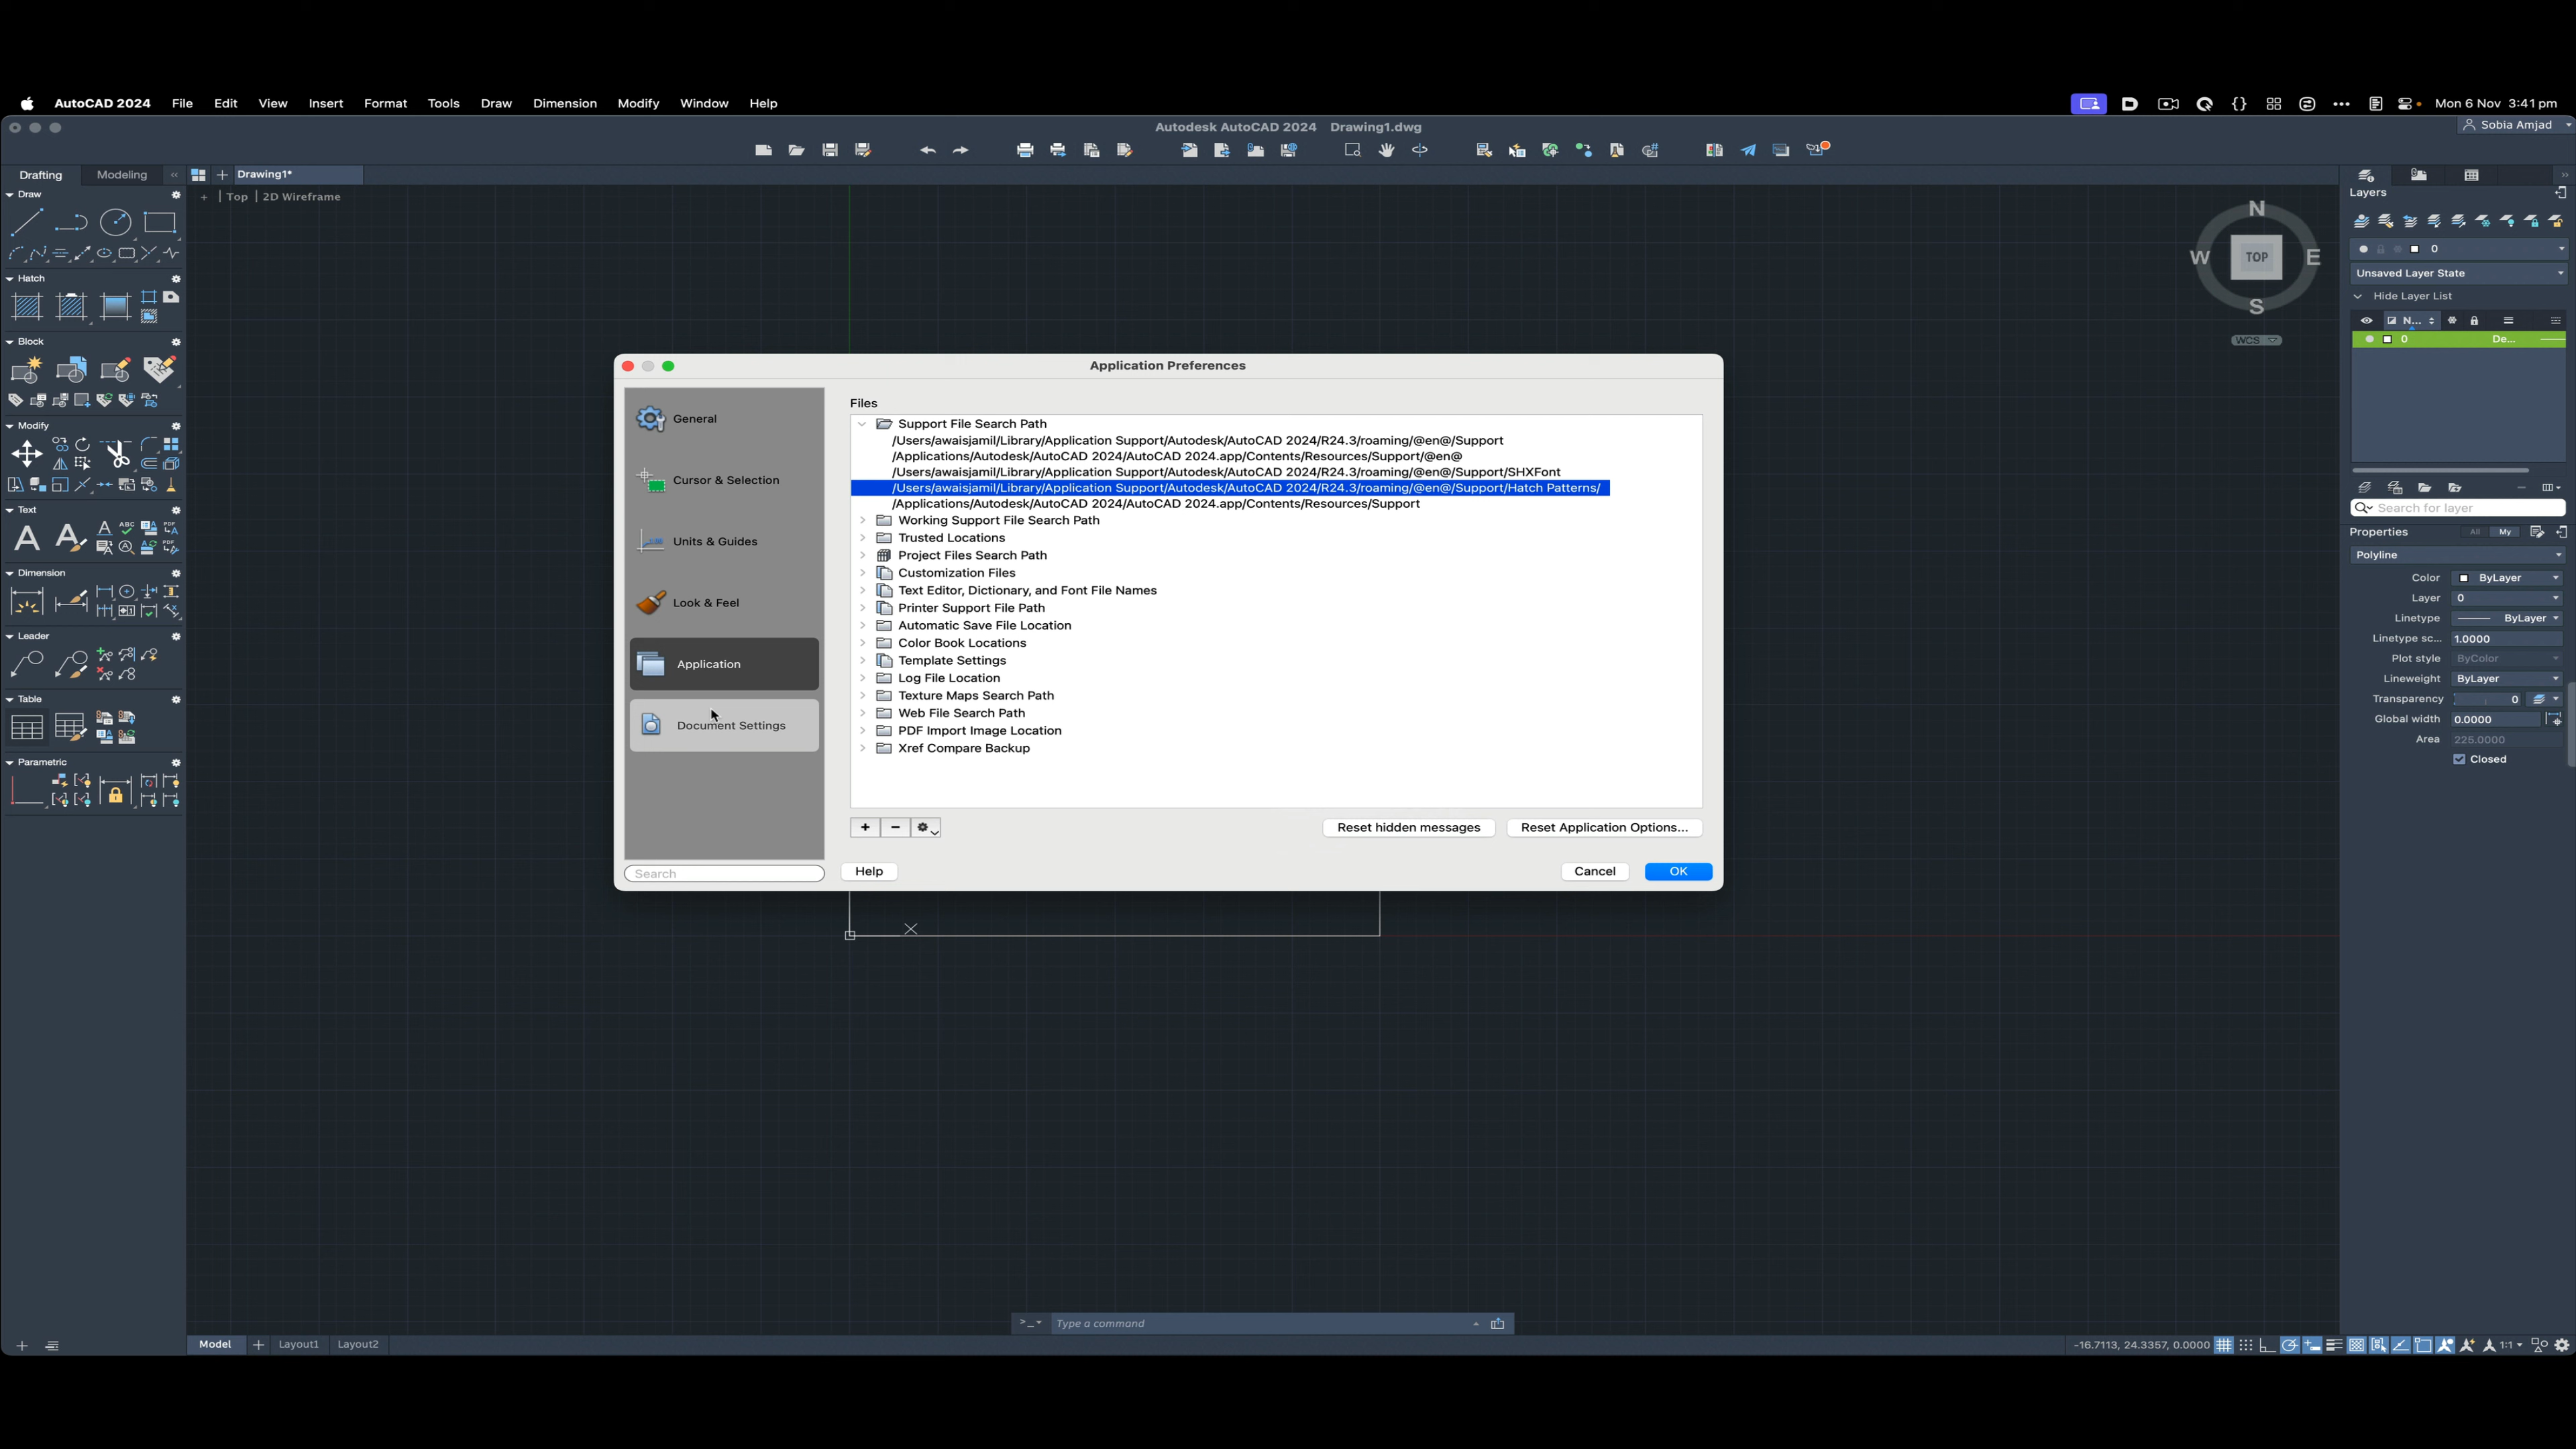 AutoCAD 2024 File Edit View Insert Format Tools Draw Dimension Modify Window Help Mon 6 Nov 3:41 pm
Autodesk AutoCAD 2024 Drawing1.dwg
Sobia Amjad
Drafting Modeling Drawing1*
Draw
+ | Top | 2D Wireframe
Hatch
Block
Modify
Text
Dimension
Leader
Table
Parametric
Application Preferences
General
Cursor & Selection
Units & Guides
Look & Feel
Application
Document Settings
Search
Files
Support File Search Path
/Users/awaisjamil/Library/Application Support/Autodesk/AutoCAD 2024/R24.3/roaming/@en@/Support
/Applications/Autodesk/AutoCAD 2024/AutoCAD 2024.app/Contents/Resources/Support/@en@
/Users/awaisjamil/Library/Application Support/Autodesk/AutoCAD 2024/R24.3/roaming/@en@/Support/SHXFont
/Users/awaisjamil/Library/Application Support/Autodesk/AutoCAD 2024/R24.3/roaming/@en@/Support/Hatch Patterns/
/Applications/Autodesk/AutoCAD 2024/AutoCAD 2024.app/Contents/Resources/Support
Working Support File Search Path
Trusted Locations
Project Files Search Path
Customization Files
Text Editor, Dictionary, and Font File Names
Printer Support File Path
Automatic Save File Location
Color Book Locations
Template Settings
Log File Location
Texture Maps Search Path
Web File Search Path
PDF Import Image Location
Xref Compare Backup
Reset hidden messages Reset Application Options...
Help Cancel OK
N
W TOP E
S
WCS
Layers
0
Unsaved Layer State
Hide Layer List
N...
0 De...
Search for layer
Properties All My
Polyline
Color ByLayer
Layer 0
Linetype ByLayer
Linetype sc... 1.0000
Plot style ByColor
Lineweight ByLayer
Transparency 0
Global width 0.0000
Area 225.0000
Closed
>_ Type a command
Model Layout1 Layout2
-16.7113, 24.3357, 0.0000 1:1